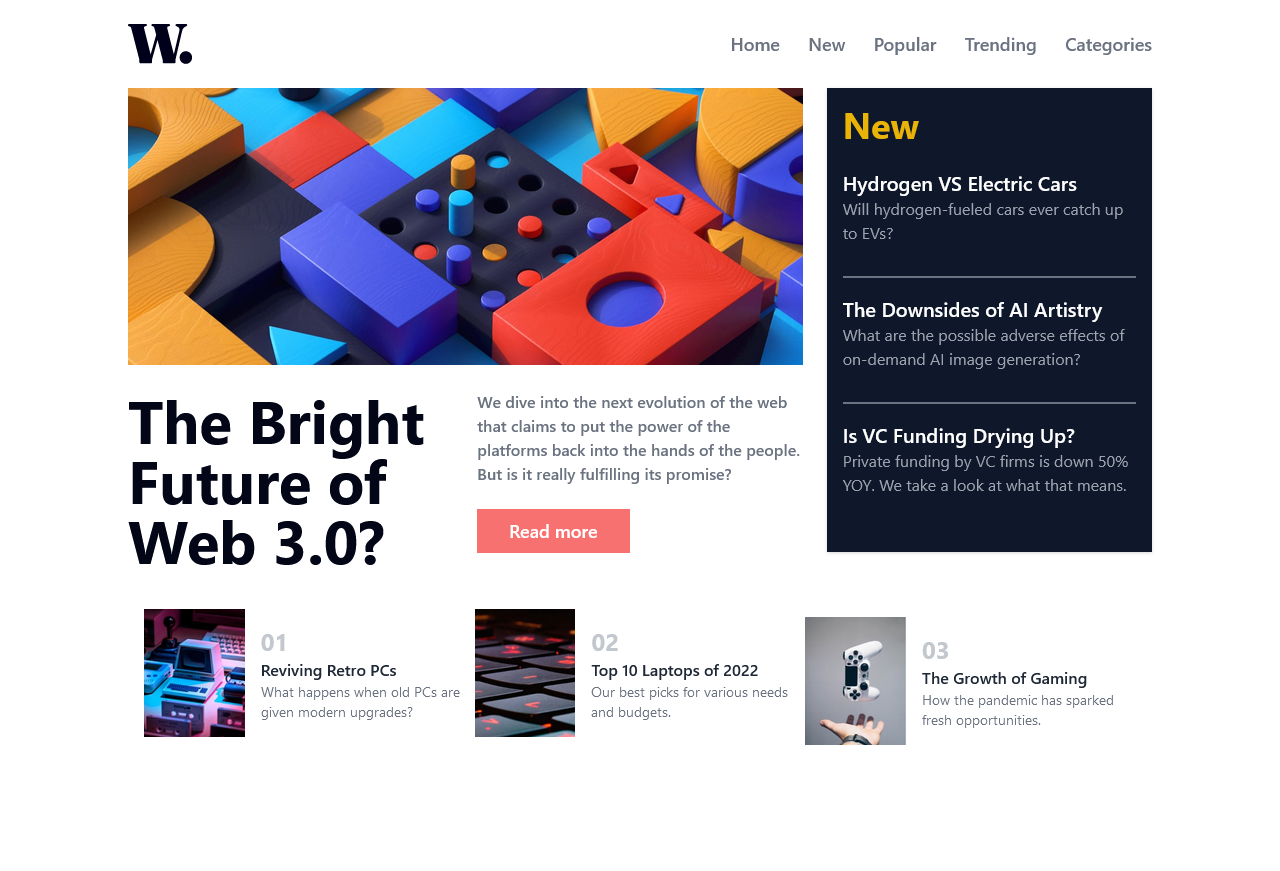 W.
Home New Popular Trending Categories
New
Hydrogen VS Electric Cars
Will hydrogen-fueled cars ever catch up
to EVs?
The Downsides of AI Artistry
What are the possible adverse effects of
on-demand AI image generation?
Is VC Funding Drying Up?
Private funding by VC firms is down 50%
YOY. We take a look at what that means.
The Bright
Future of
Web 3.0?
We dive into the next evolution of the web
that claims to put the power of the
platforms back into the hands of the people.
But is it really fulfilling its promise?
Read more
01
Reviving Retro PCs
What happens when old PCs are
given modern upgrades?
02
Top 10 Laptops of 2022
Our best picks for various needs
and budgets.
03
The Growth of Gaming
How the pandemic has sparked
fresh opportunities.